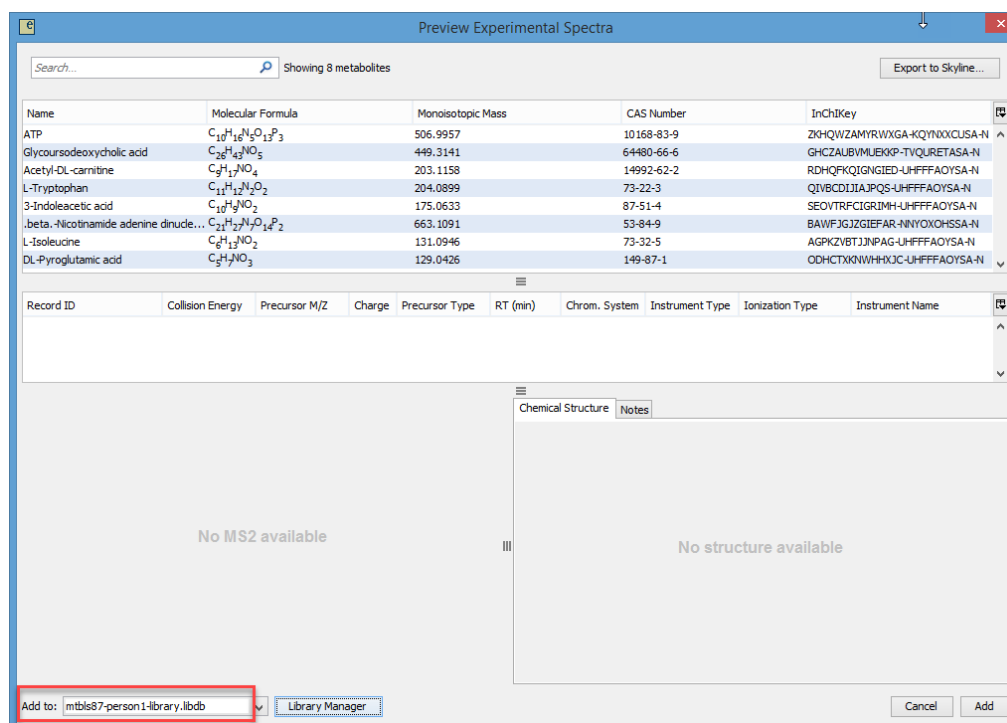 e Preview Experimental Spectra
Search... Showing 8 metabolites Export to Skyline...
Name Molecular Formula Monoisotopic Mass CAS Number InChIKey
ATP C10H16N5O13P3 506.9957 10168-83-9 ZKHQWZAMYRWXGA-KQYNXXCUSA-N
Glycoursodeoxycholic acid C26H43NO5 449.3141 64480-66-6 GHCZAUBVMUEKKP-TVQURETASA-N
Acetyl-DL-carnitine C9H17NO4 203.1158 14992-62-2 RDHQFKQIGNGIED-UHFFFAOYSA-N
L-Tryptophan C11H12N2O2 204.0899 73-22-3 QIVBCDIJIAJPQS-UHFFFAOYSA-N
3-Indoleacetic acid C10H9NO2 175.0633 87-51-4 SEOVTRFCIGRIMH-UHFFFAOYSA-N
.beta.-Nicotinamide adenine dinucle... C21H27N7O14P2 663.1091 53-84-9 BAWFJGJZGIEFAR-NNYOXOHSSA-N
L-Isoleucine C6H13NO2 131.0946 73-32-5 AGPKZVBTJJNPAG-UHFFFAOYSA-N
DL-Pyroglutamic acid C5H7NO3 129.0426 149-87-1 ODHCTXKNWHHXJC-UHFFFAOYSA-N
Record ID Collision Energy Precursor M/Z Charge Precursor Type RT (min) Chrom. System Instrument Type Ionization Type Instrument Name
Chemical Structure Notes
No MS2 available
No structure available
Add to: mtbls87-person1-library.libdb Library Manager Cancel Add